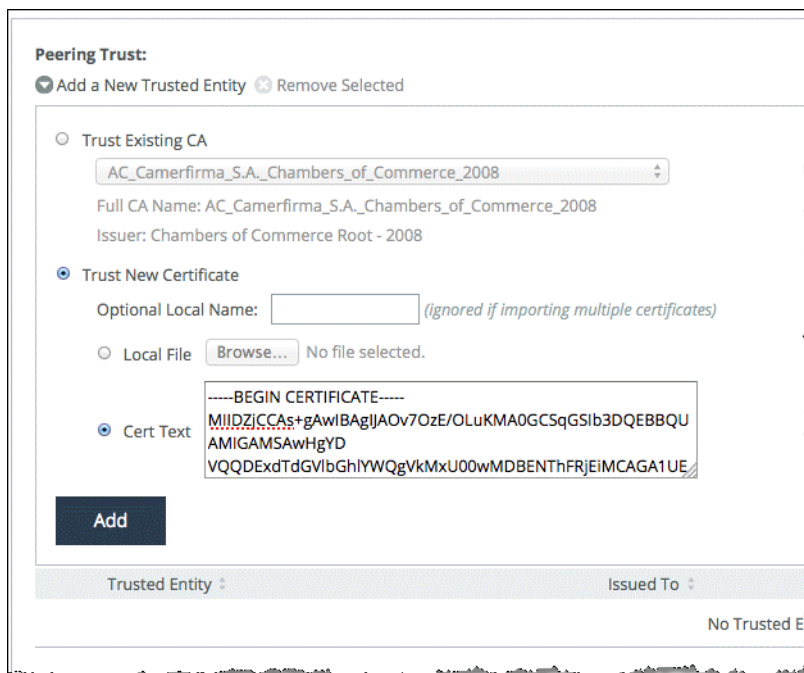 Peering Trust:
Add a New Trusted Entity Remove Selected
Trust Existing CA
AC_Camerfirma_S.A._Chambers_of_Commerce_2008
Full CA Name: AC_Camerfirma_S.A._Chambers_of_Commerce_2008
Issuer: Chambers of Commerce Root - 2008
Trust New Certificate
Optional Local Name: (ignored if importing multiple certificates)
Local File Browse... No file selected.
Cert Text
-----BEGIN CERTIFICATE-----
MIIDZjCCAs+gAwIBAgIJAOv7OzE/OLuKMA0GCSqGSIb3DQEBBQU
AMIGAMSAwHgYD
VQQDExdTdGVlbGhlYWQgVkMxU00wMDBENThFRjEiMCAGA1UE
Add
Trusted Entity Issued To
No Trusted E